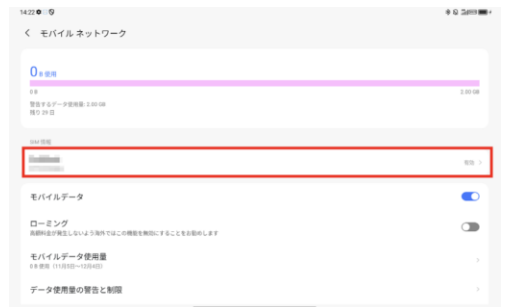 14:22
モバイル ネットワーク
0 B 使用
0 B 2.00 GB
警告するデータ使用量: 2.00 GB
残り 29 日
SIM 情報
有効
モバイルデータ
ローミング
高額料金が発生しないよう海外ではこの機能を無効にすることをお勧めします
モバイルデータ使用量
0 B 使用（11月5日～12月4日）
データ使用量の警告と制限